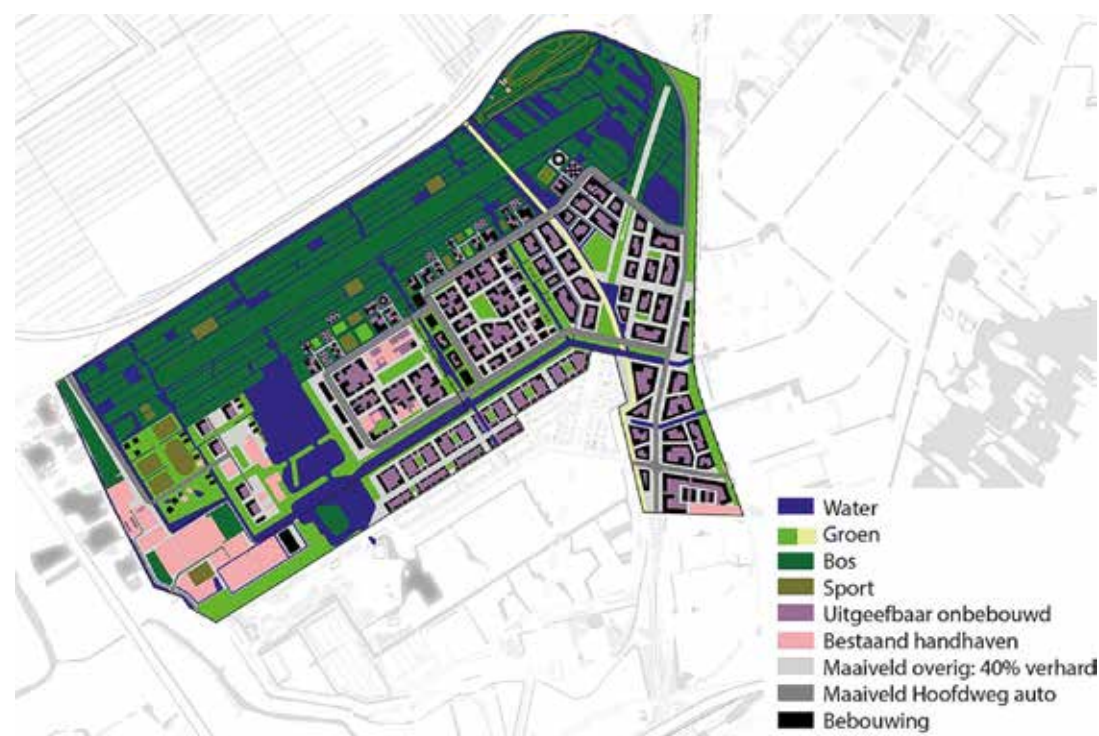 Water
Groen
Bos
Sport
Uitgeefbaar onbebouwd
Bestaand handhaven
Maaiveld overig: 40% verhard
Maaiveld Hoofdweg auto
Bebouwing